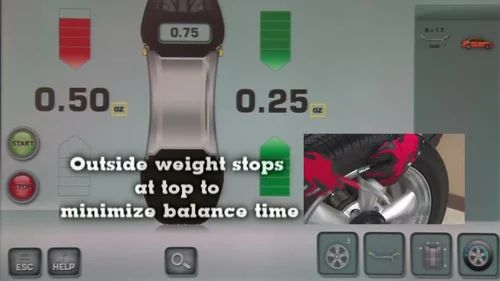 0.75
0.50 oz
0.25 oz
START
STOP
Outside weight stops
at top to
minimize balance time
ESC
HELP
5